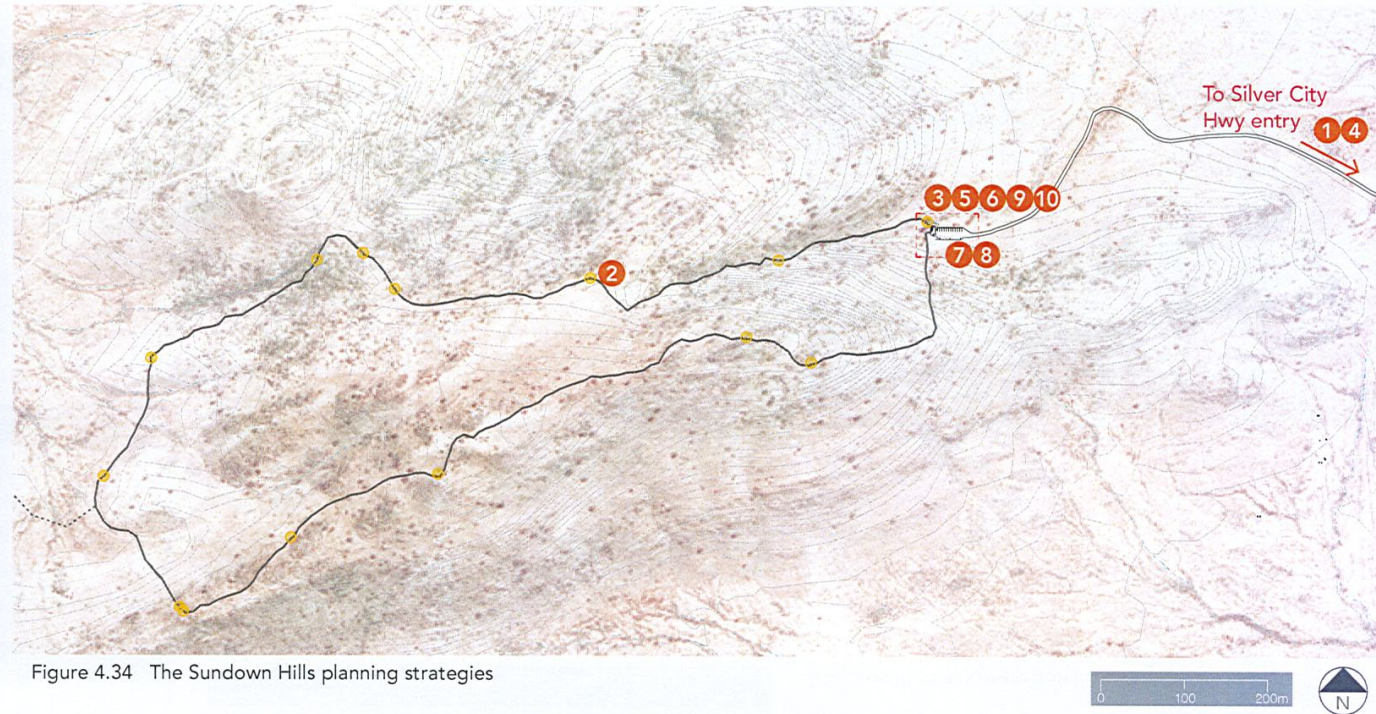 To Silver City
Hwy entry 1 4
3 5 6 9 10
7 8
2
Figure 4.34 The Sundown Hills planning strategies
0 100 200m
N